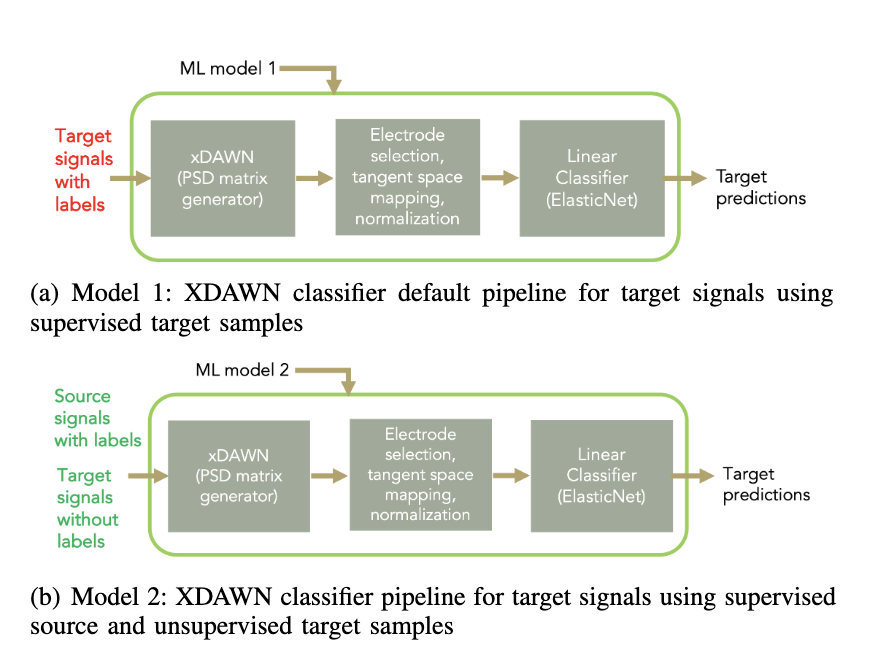 ML model 1
Target
signals
with
labels
xDAWN
(PSD matrix
generator)
Electrode
selection,
tangent space
mapping,
normalization
Linear
Classifier
(ElasticNet)
Target
predictions
(a) Model 1: XDAWN classifier default pipeline for target signals using
supervised target samples
ML model 2
Source
signals
with labels
Target
signals
without
labels
xDAWN
(PSD matrix
generator)
Electrode
selection,
tangent space
mapping,
normalization
Linear
Classifier
(ElasticNet)
Target
predictions
(b) Model 2: XDAWN classifier pipeline for target signals using supervised
source and unsupervised target samples